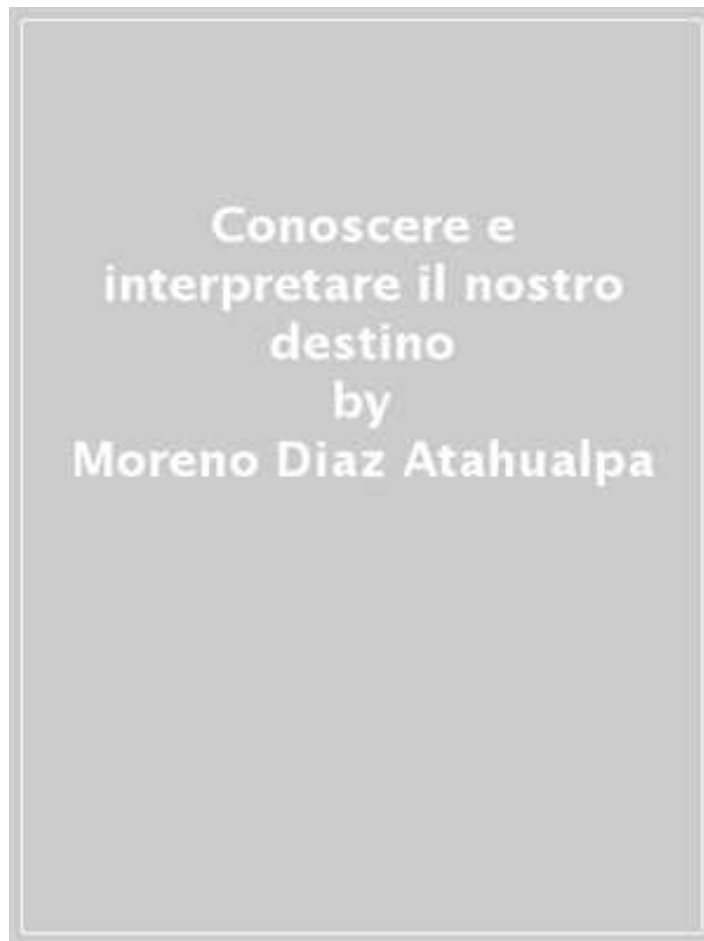 Conoscere e
interpretare il nostro
destino
by
Moreno Diaz Atahualpa